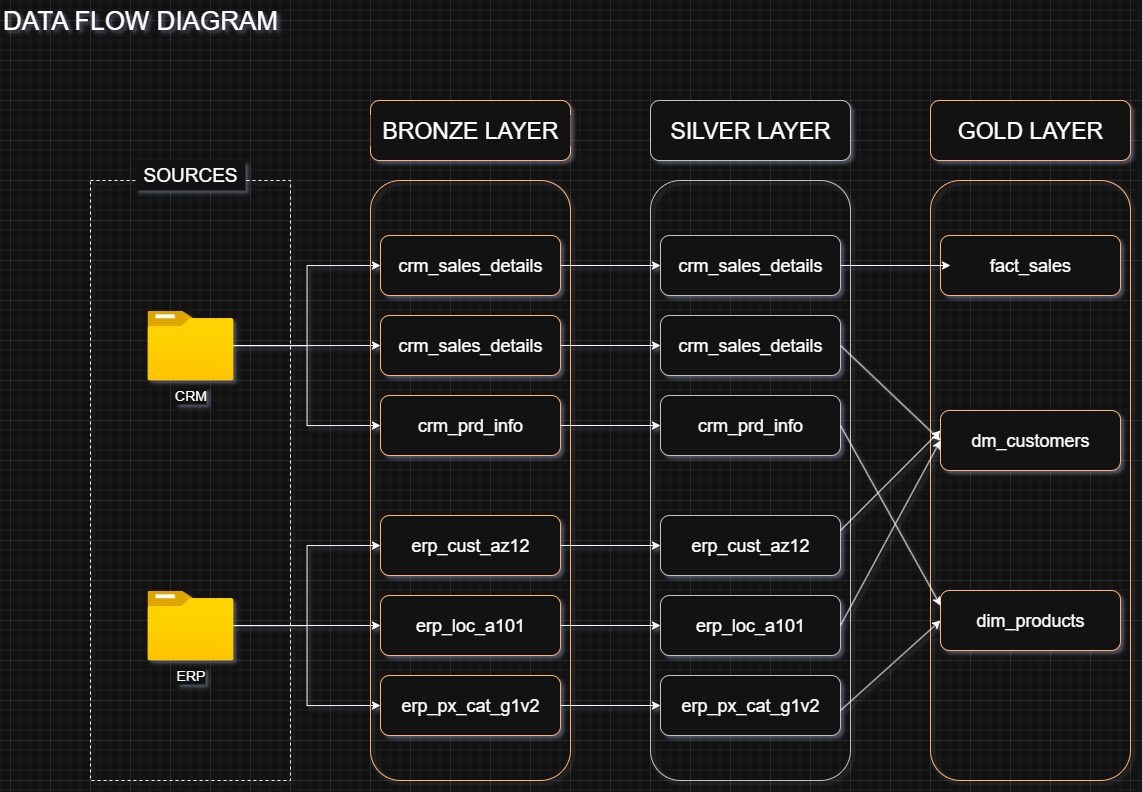 DATA FLOW DIAGRAM
BRONZE LAYER
SILVER LAYER
GOLD LAYER
SOURCES
crm_sales_details
crm_sales_details
fact_sales
crm_sales_details
crm_sales_details
CRM
crm_prd_info
crm_prd_info
dm_customers
erp_cust_az12
erp_cust_az12
erp_loc_a101
erp_loc_a101
dim_products
ERP
erp_px_cat_g1v2
erp_px_cat_g1v2